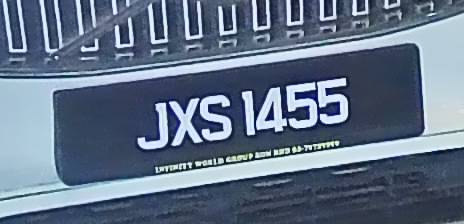 JXS 1455
INFINITY WORLD GROUP SDN BHD